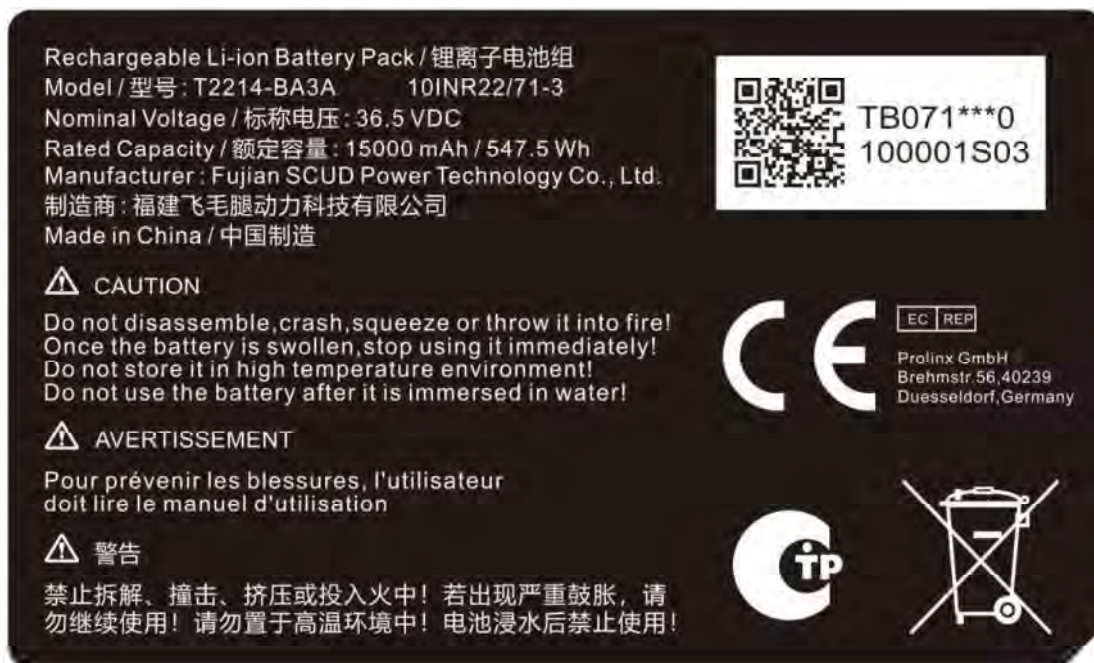 Rechargeable Li-ion Battery Pack / 锂离子电池组
Model / 型号: T2214-BA3A 10INR22/71-3
Nominal Voltage / 标称电压: 36.5 VDC
Rated Capacity / 额定容量: 15000 mAh / 547.5 Wh
Manufacturer: Fujian SCUD Power Technology Co., Ltd.
制造商: 福建飞毛腿动力科技有限公司
Made in China / 中国制造
TB071***0
100001S03
CAUTION
Do not disassemble,crash,squeeze or throw it into fire!
Once the battery is swollen,stop using it immediately!
Do not store it in high temperature environment!
Do not use the battery after it is immersed in water!
CE
EC REP
Prolinx GmbH
Brehmstr.56,40239
Duesseldorf,Germany
AVERTISSEMENT
Pour prévenir les blessures, l'utilisateur
doit lire le manuel d'utilisation
警告
禁止拆解、撞击、挤压或投入火中！若出现严重鼓胀，请
勿继续使用！请勿置于高温环境中！电池浸水后禁止使用！
CTP